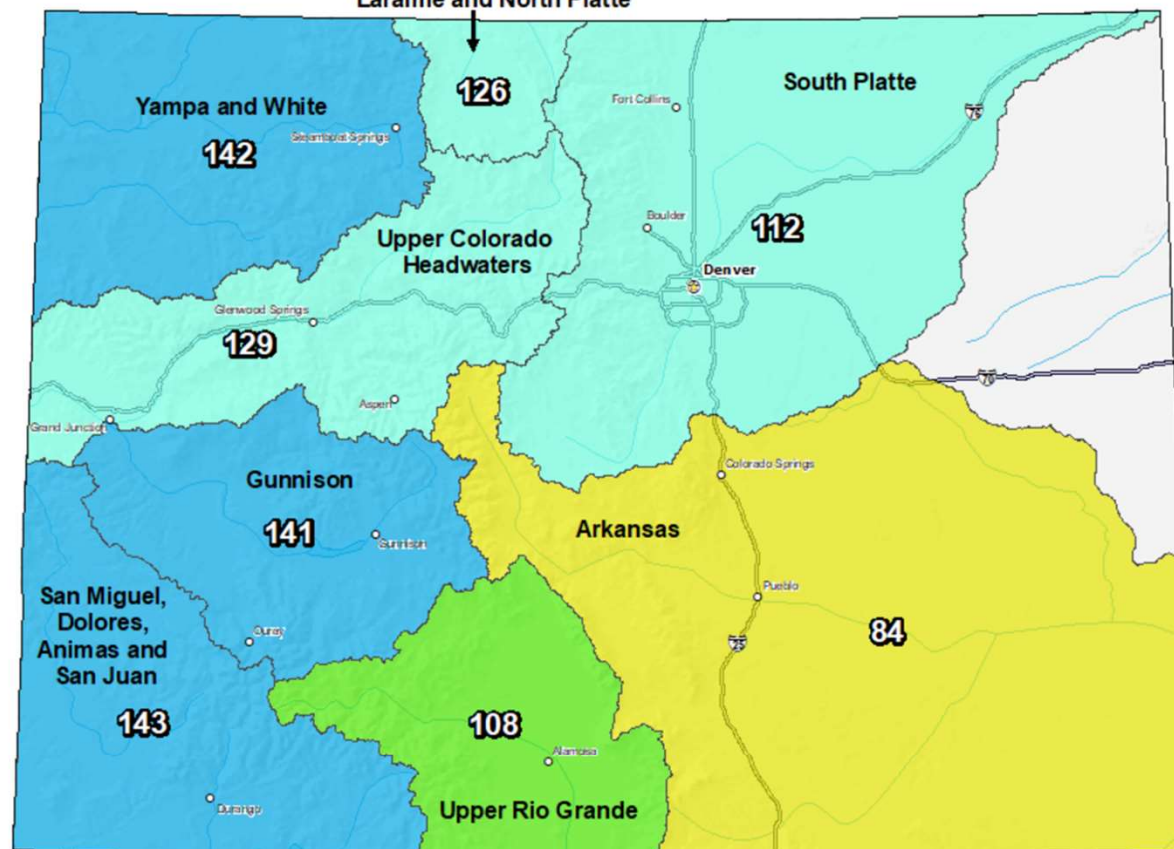 Laramie and North Platte
126
South Platte
Yampa and White
Fort Collins
76
Steamboat Springs
142
Boulder
112
Upper Colorado
Headwaters
Denver
Glenwood Springs
129
70
Aspen
Grand Junction
Colorado Springs
Gunnison
Arkansas
141
Gunnison
Pueblo
San Miguel,
Dolores,
Animas and
San Juan
Ouray
84
25
143
108
Alamosa
Durango
Upper Rio Grande